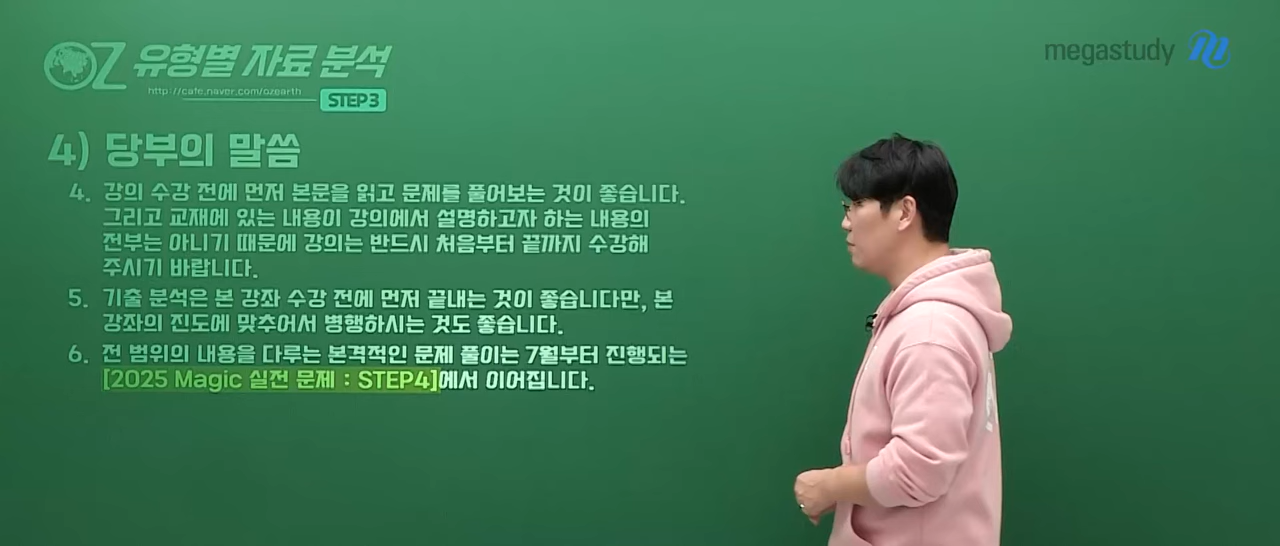 OZ 유형별 자료 분석
http://cafe.naver.com/ozearth
STEP3
megastudy
4) 당부의 말씀
4. 강의 수강 전에 먼저 본문을 읽고 문제를 풀어보는 것이 좋습니다.
그리고 교재에 있는 내용이 강의에서 설명하고자 하는 내용의
전부는 아니기 때문에 강의는 반드시 처음부터 끝까지 수강해
주시기 바랍니다.
5. 기출 분석은 본 강좌 수강 전에 먼저 끝내는 것이 좋습니다만, 본
강좌의 진도에 맞추어서 병행하시는 것도 좋습니다.
6. 전 범위의 내용을 다루는 본격적인 문제 풀이는 7월부터 진행되는
[2025 Magic 실전 문제 : STEP4]에서 이어집니다.